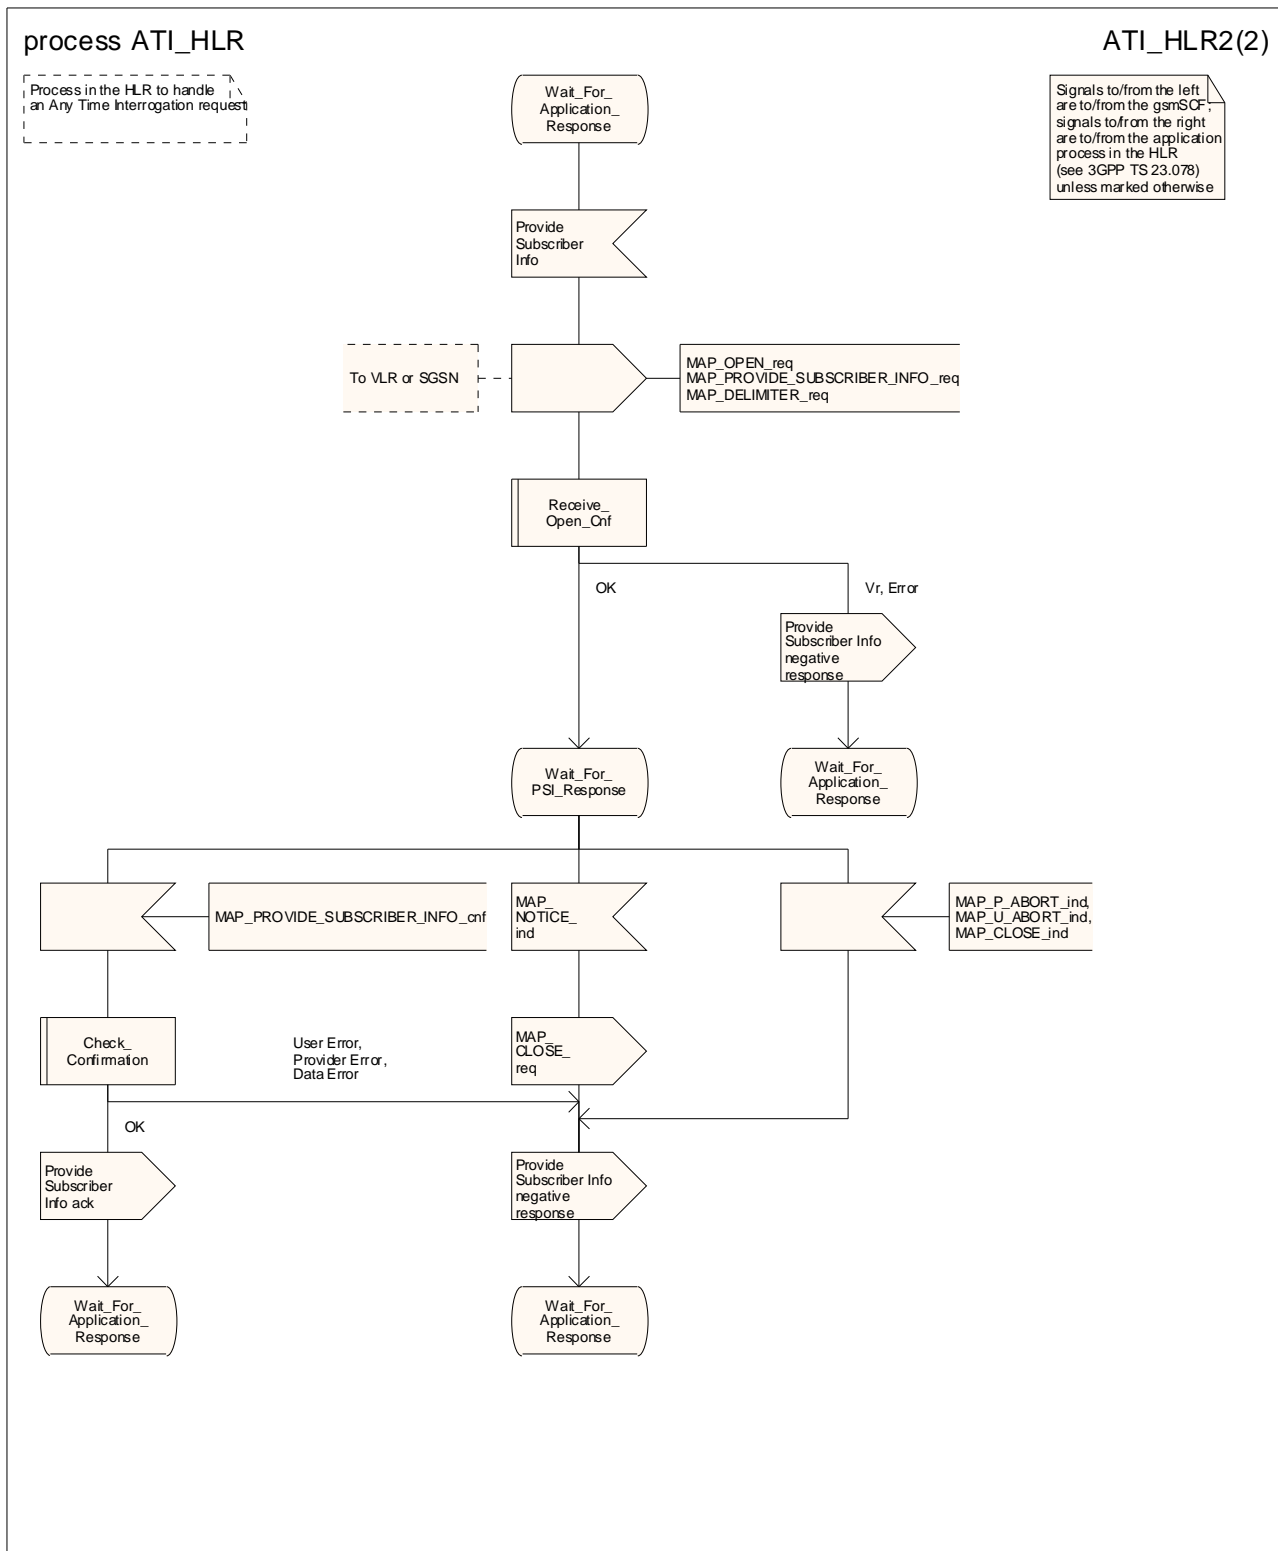 process ATI_HLR
ATI_HLR2(2)
Process in the HLR to handle
an Any Time Interrogation request
Wait_For_
Application_
Response
Signals to/from the left
are to/from the gsmSCF;
signals to/from the right
are to/from the application
process in the HLR
(see 3GPP TS 23.078)
unless marked otherwise
Provide
Subscriber
Info
To VLR or SGSN
MAP_OPEN_req
MAP_PROVIDE_SUBSCRIBER_INFO_req
MAP_DELIMITER_req
Receive_
Open_Cnf
OK
Vr, Error
Provide
Subscriber Info
negative
response
Wait_For_
PSI_Response
Wait_For_
Application_
Response
MAP_PROVIDE_SUBSCRIBER_INFO_cnf
MAP_
NOTICE_
ind
MAP_P_ABORT_ind,
MAP_U_ABORT_ind,
MAP_CLOSE_ind
Check_
Confirmation
User Error,
Provider Error,
Data Error
MAP_
CLOSE_
req
OK
Provide
Subscriber
Info ack
Provide
Subscriber Info
negative
response
Wait_For_
Application_
Response
Wait_For_
Application_
Response